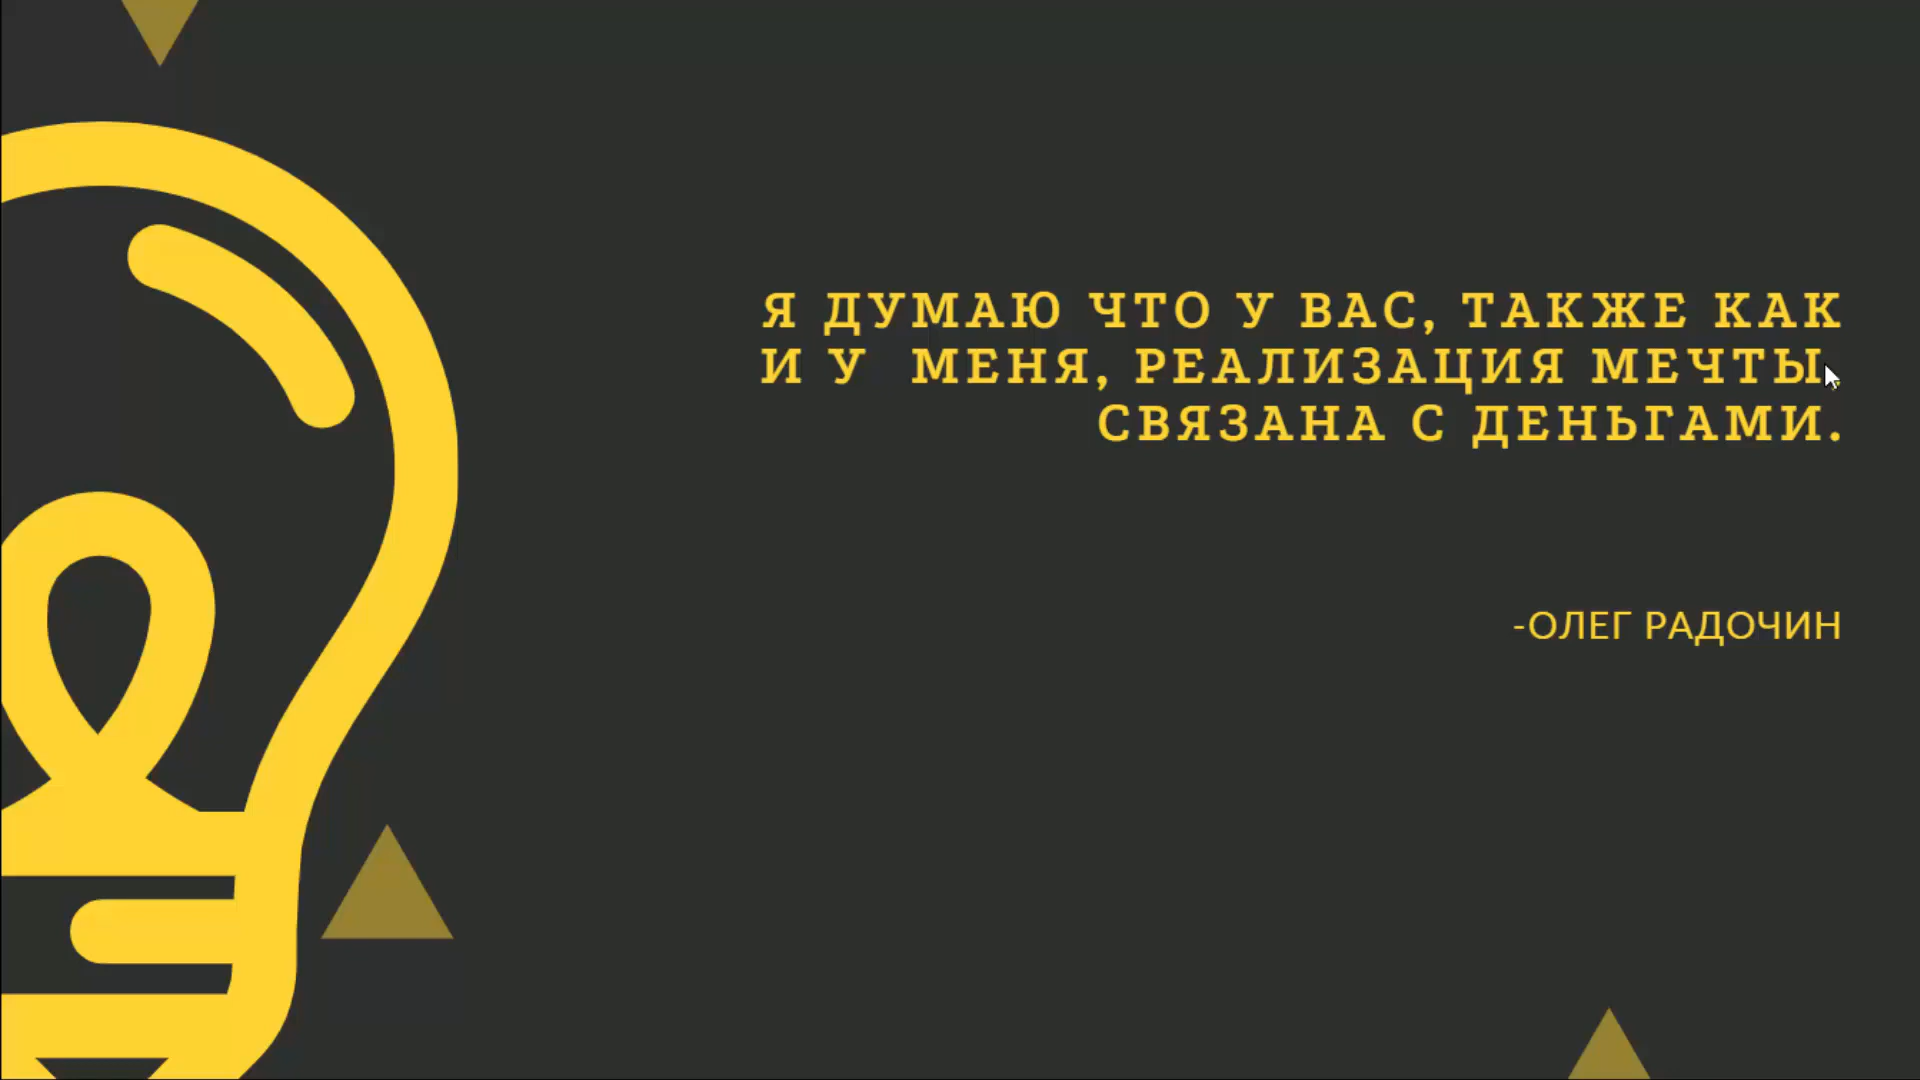 Я ДУМАЮ ЧТО У ВАС, ТАКЖЕ КАК
И У МЕНЯ, РЕАЛИЗАЦИЯ МЕЧТЫ,
СВЯЗАНА С ДЕНЬГАМИ.
-ОЛЕГ РАДОЧИН